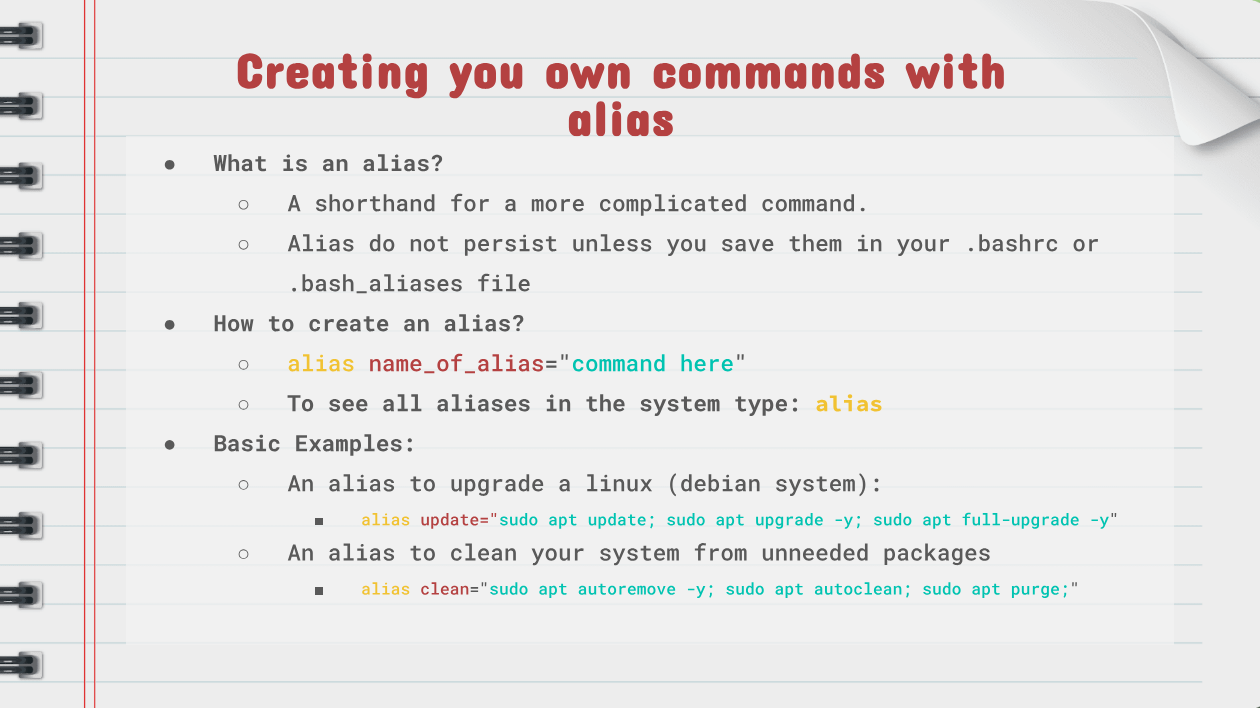 Creating you own commands with
alias
● What is an alias?
○ A shorthand for a more complicated command.
○ Alias do not persist unless you save them in your .bashrc or
.bash_aliases file
● How to create an alias?
○ alias name_of_alias="command here"
○ To see all aliases in the system type: alias
● Basic Examples:
○ An alias to upgrade a linux (debian system):
■ alias update="sudo apt update; sudo apt upgrade -y; sudo apt full-upgrade -y"
○ An alias to clean your system from unneeded packages
■ alias clean="sudo apt autoremove -y; sudo apt autoclean; sudo apt purge;"